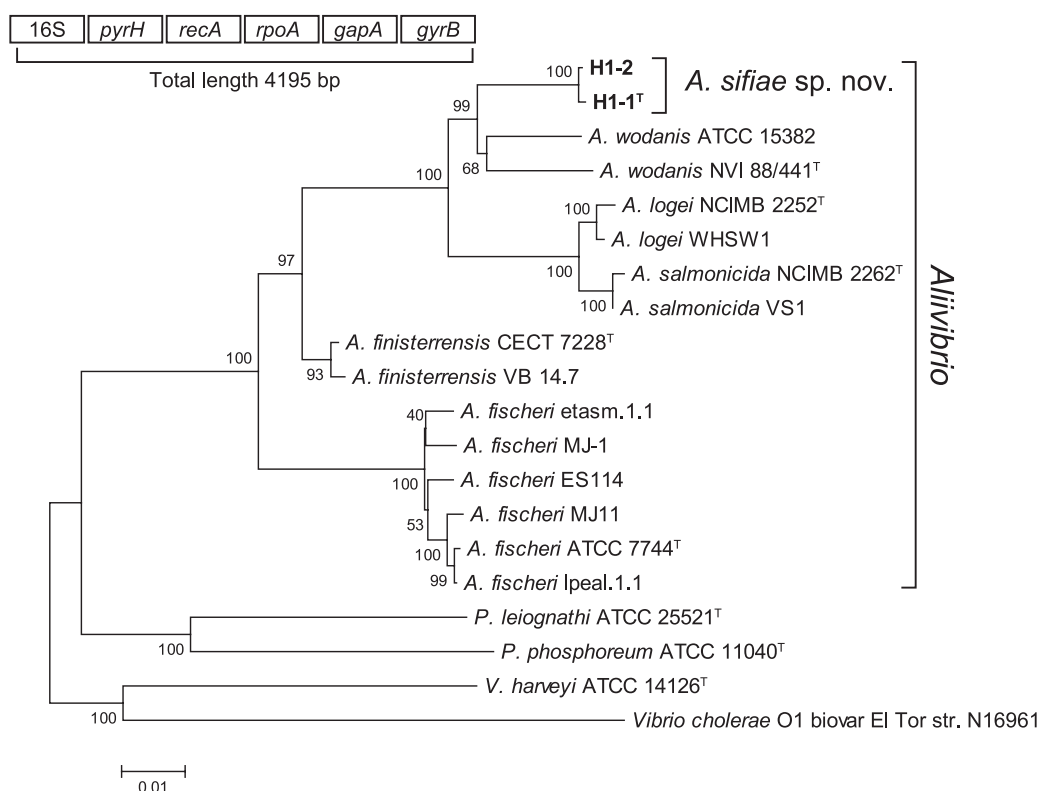 16S pyrH recA rpoA gapA gyrB
Total length 4195 bp
100 H1-2
H1-1ᵀ
A. sifiae sp. nov.
99
A. wodanis ATCC 15382
68
A. wodanis NVI 88/441ᵀ
100
100 A. logei NCIMB 2252ᵀ
A. logei WHSW1
100
A. salmonicida NCIMB 2262ᵀ
100 A. salmonicida VS1
Aliivibrio
97
A. finisterrensis CECT 7228ᵀ
93 A. finisterrensis VB 14.7
100
40 A. fischeri etasm.1.1
A. fischeri MJ-1
100
A. fischeri ES114
53
A. fischeri MJ11
100
A. fischeri ATCC 7744ᵀ
99 A. fischeri lpeal.1.1
P. leiognathi ATCC 25521ᵀ
100
P. phosphoreum ATCC 11040ᵀ
V. harveyi ATCC 14126ᵀ
100
Vibrio cholerae O1 biovar El Tor str. N16961
0.01